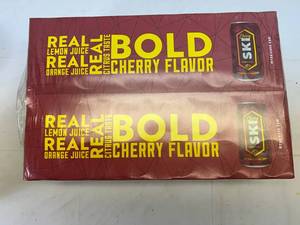 REAL
LEMON JUICE
REAL
ORANGE JUICE
REAL
CITRUS TASTE
BOLD
CHERRY FLAVOR
SKI
REAL
LEMON JUICE
REAL
ORANGE JUICE
REAL
CITRUS TASTE
BOLD
CHERRY FLAVOR
SKI